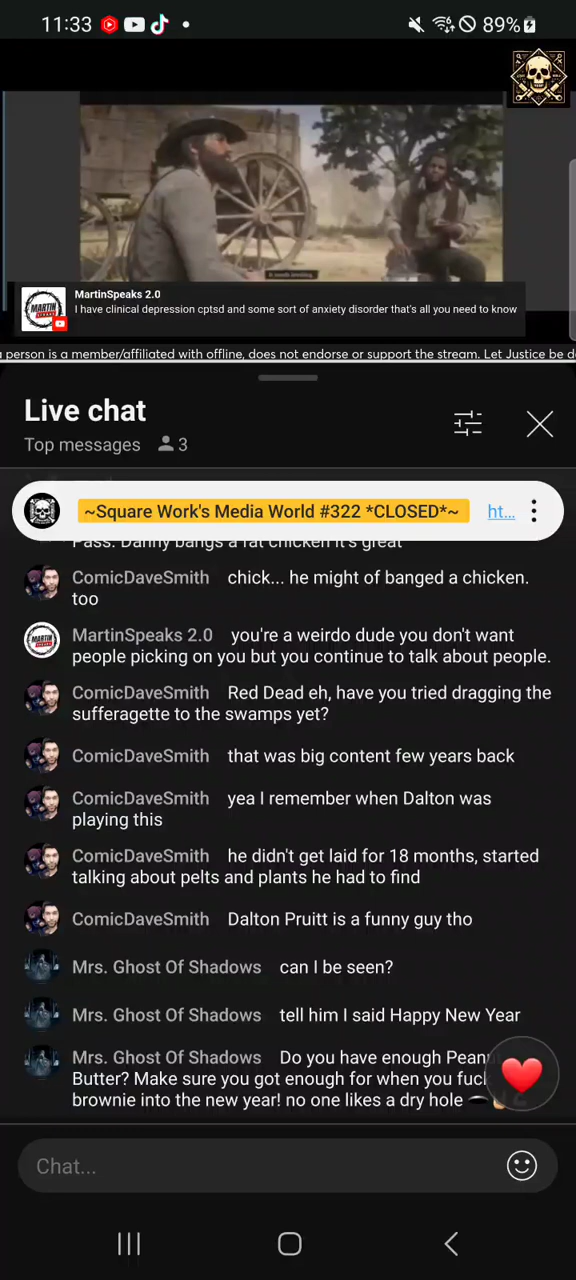 11:33
89%
MartinSpeaks 2.0
I have clinical depression cptsd and some sort of anxiety disorder that's all you need to know
a person is a member/affiliated with offline, does not endorse or support the stream. Let Justice be d
Live chat
Top messages 3
~Square Work's Media World #322 *CLOSED*~ ht...
Pass. Danny bangs a fat chicken it's great
ComicDaveSmith chick... he might of banged a chicken.
too
MartinSpeaks 2.0 you're a weirdo dude you don't want
people picking on you but you continue to talk about people.
ComicDaveSmith Red Dead eh, have you tried dragging the
sufferagette to the swamps yet?
ComicDaveSmith that was big content few years back
ComicDaveSmith yea I remember when Dalton was
playing this
ComicDaveSmith he didn't get laid for 18 months, started
talking about pelts and plants he had to find
ComicDaveSmith Dalton Pruitt is a funny guy tho
Mrs. Ghost Of Shadows can I be seen?
Mrs. Ghost Of Shadows tell him I said Happy New Year
Mrs. Ghost Of Shadows Do you have enough Pean
Butter? Make sure you got enough for when you fuc
brownie into the new year! no one likes a dry hole
Chat...